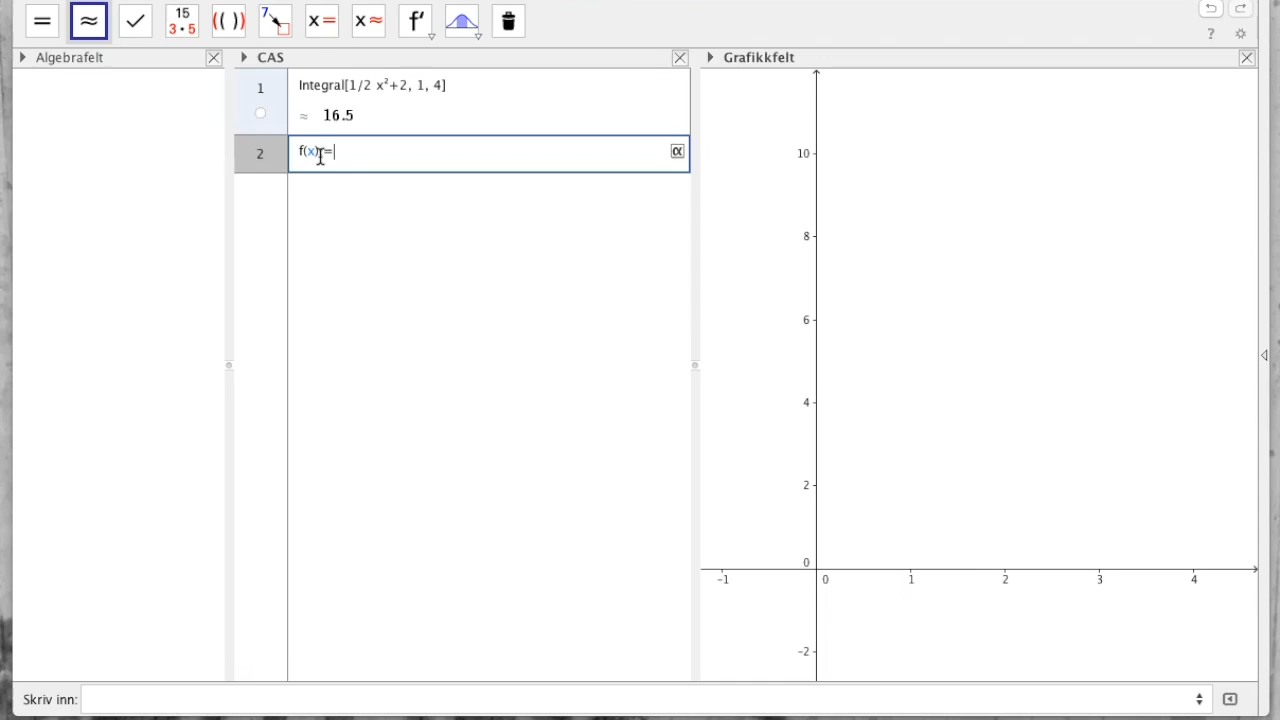 = ≈ ✓ 15 3•5 (( )) 7 x= x≈ f'
?
Algebrafelt
CAS
Grafikkfelt
1
Integral[1/2 x²+2, 1, 4]
≈ 16.5
2
f(x):=
α
10
8
6
4
2
0
-1 0 1 2 3 4
-2
Skriv inn: